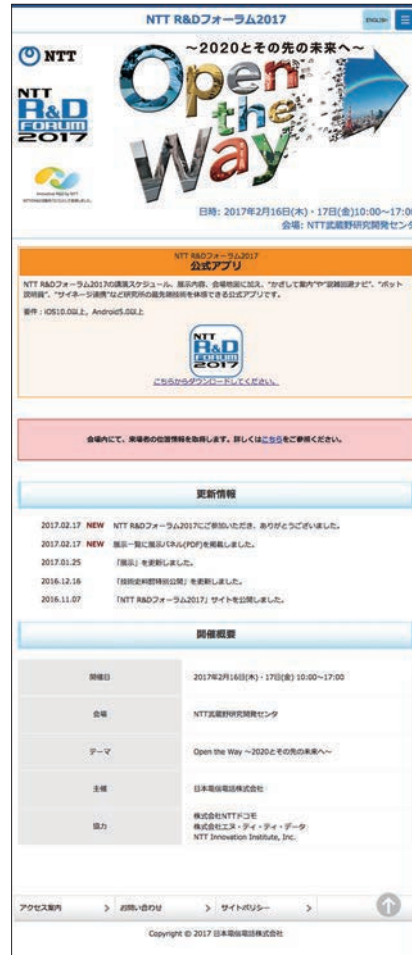 NTT R&Dフォーラム2017
ENGLISH
NTT
NTT
R&D
FORUM
2017
Innovative R&D by NTT
～2020とその先の未来へ～
Open
the
Way
日時: 2017年2月16日(木)・17日(金)10:00～17:00
会場: NTT武蔵野研究開発センタ
NTT R&Dフォーラム2017
公式アプリ
NTT R&Dフォーラム2017の講演スケジュール、展示内容、会場地図に加え、"かざして案内"や"混雑回避ナビ"、"ボット
説明員"、"サイネージ連携"など研究所の最先端技術を体感できる公式アプリです。
要件：iOS10.0以上, Android5.0以上
NTT
R&D
FORUM
2017
こちらからダウンロードしてください。
会場内にて、来場者の位置情報を取得します。詳しくはこちらをご参照ください。
更新情報
2017.02.17 NEW NTT R&Dフォーラム2017にご参加いただき、ありがとうございました。
2017.02.17 NEW 展示一覧に展示パネル(PDF)を掲載しました。
2017.01.25 「展示」を更新しました。
2016.12.16 「技術史料館特別公開」を更新しました。
2016.11.07 「NTT R&Dフォーラム2017」サイトを公開しました。
開催概要
開催日 2017年2月16日(木)・17日(金) 10:00～17:00
会場 NTT武蔵野研究開発センタ
テーマ Open the Way ～2020とその先の未来へ～
主催 日本電信電話株式会社
協力 株式会社NTTドコモ
株式会社エヌ・ティ・ティ・データ
NTT Innovation Institute, Inc.
アクセス案内 > お問い合わせ > サイトポリシー >
Copyright © 2017 日本電信電話株式会社